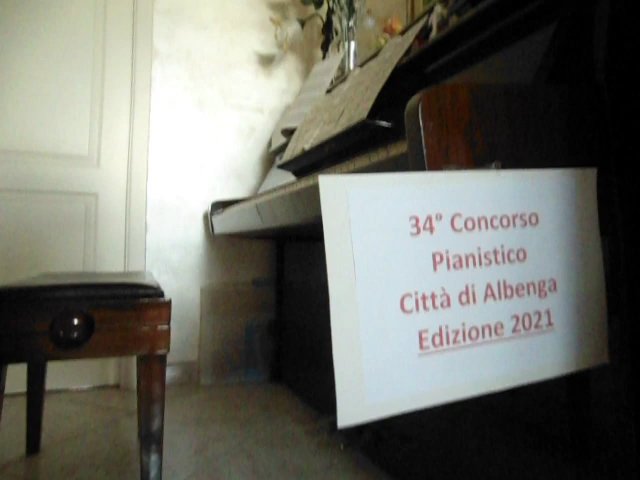 34° Concorso
Pianistico
Città di Albenga
Edizione 2021